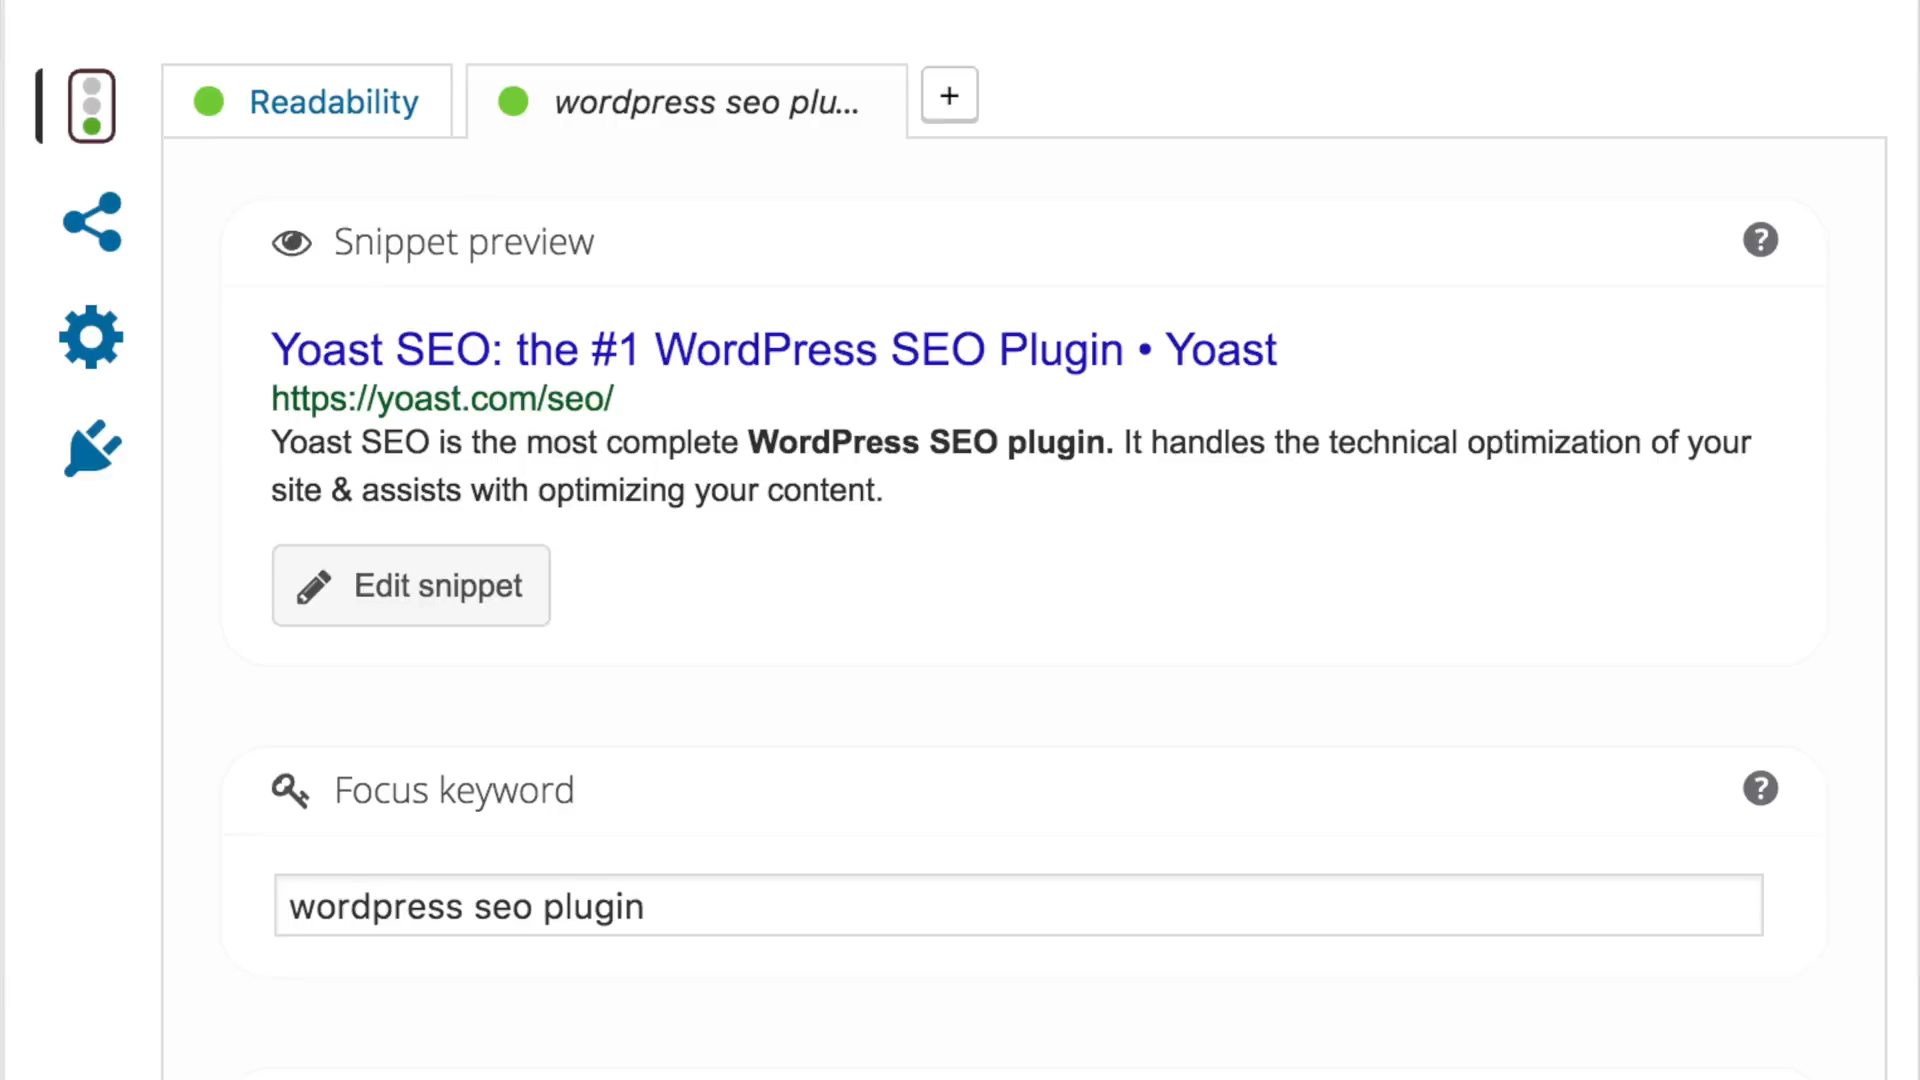 Readability
wordpress seo plu...
+
Snippet preview
?
Yoast SEO: the #1 WordPress SEO Plugin • Yoast
https://yoast.com/seo/
Yoast SEO is the most complete WordPress SEO plugin. It handles the technical optimization of your
site & assists with optimizing your content.
Edit snippet
Focus keyword
?
wordpress seo plugin